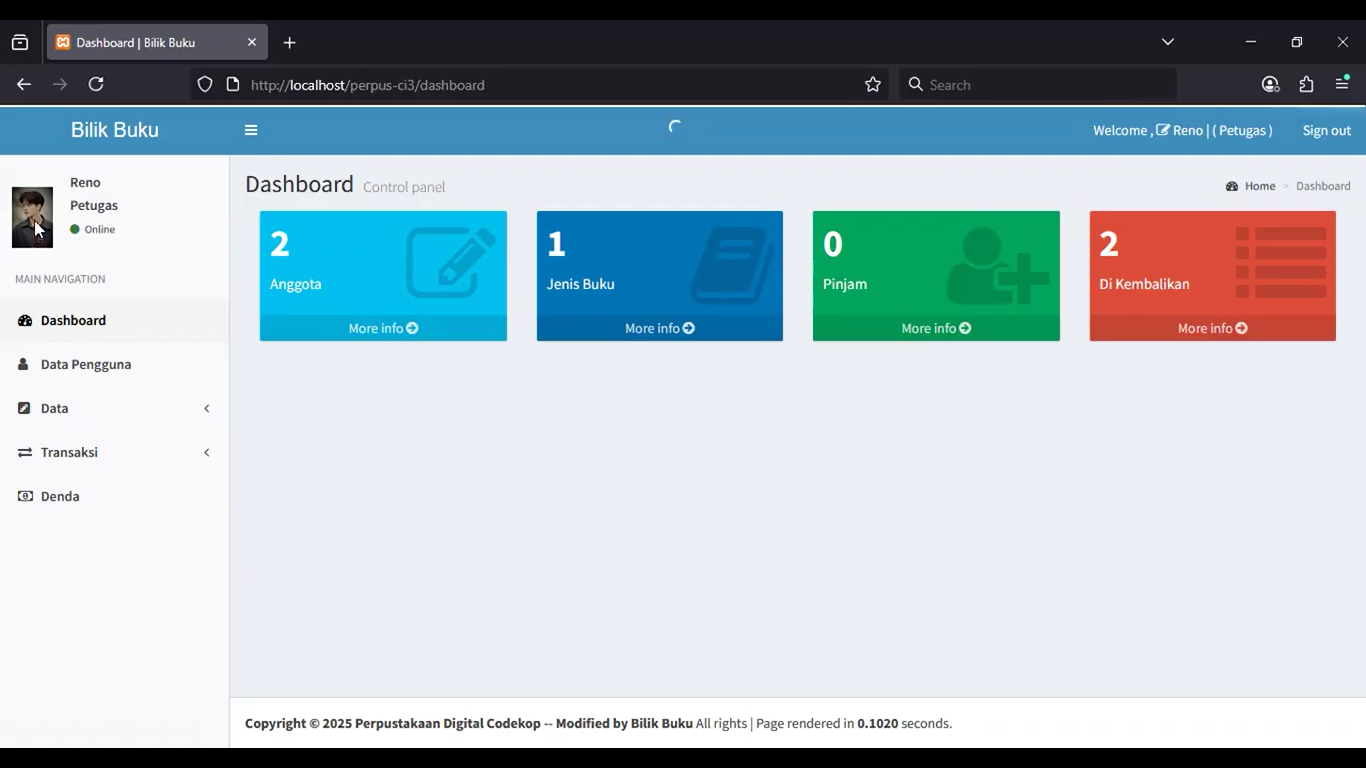 Dashboard | Bilik Buku
http://localhost/perpus-ci3/dashboard
Search
Bilik Buku
Welcome , Reno | ( Petugas )
Sign out
Reno
Petugas
Online
MAIN NAVIGATION
Dashboard
Data Pengguna
Data
Transaksi
Denda
Dashboard Control panel
Home > Dashboard
2
Anggota
More info
1
Jenis Buku
More info
0
Pinjam
More info
2
Di Kembalikan
More info
Copyright © 2025 Perpustakaan Digital Codekop -- Modified by Bilik Buku All rights | Page rendered in 0.1020 seconds.